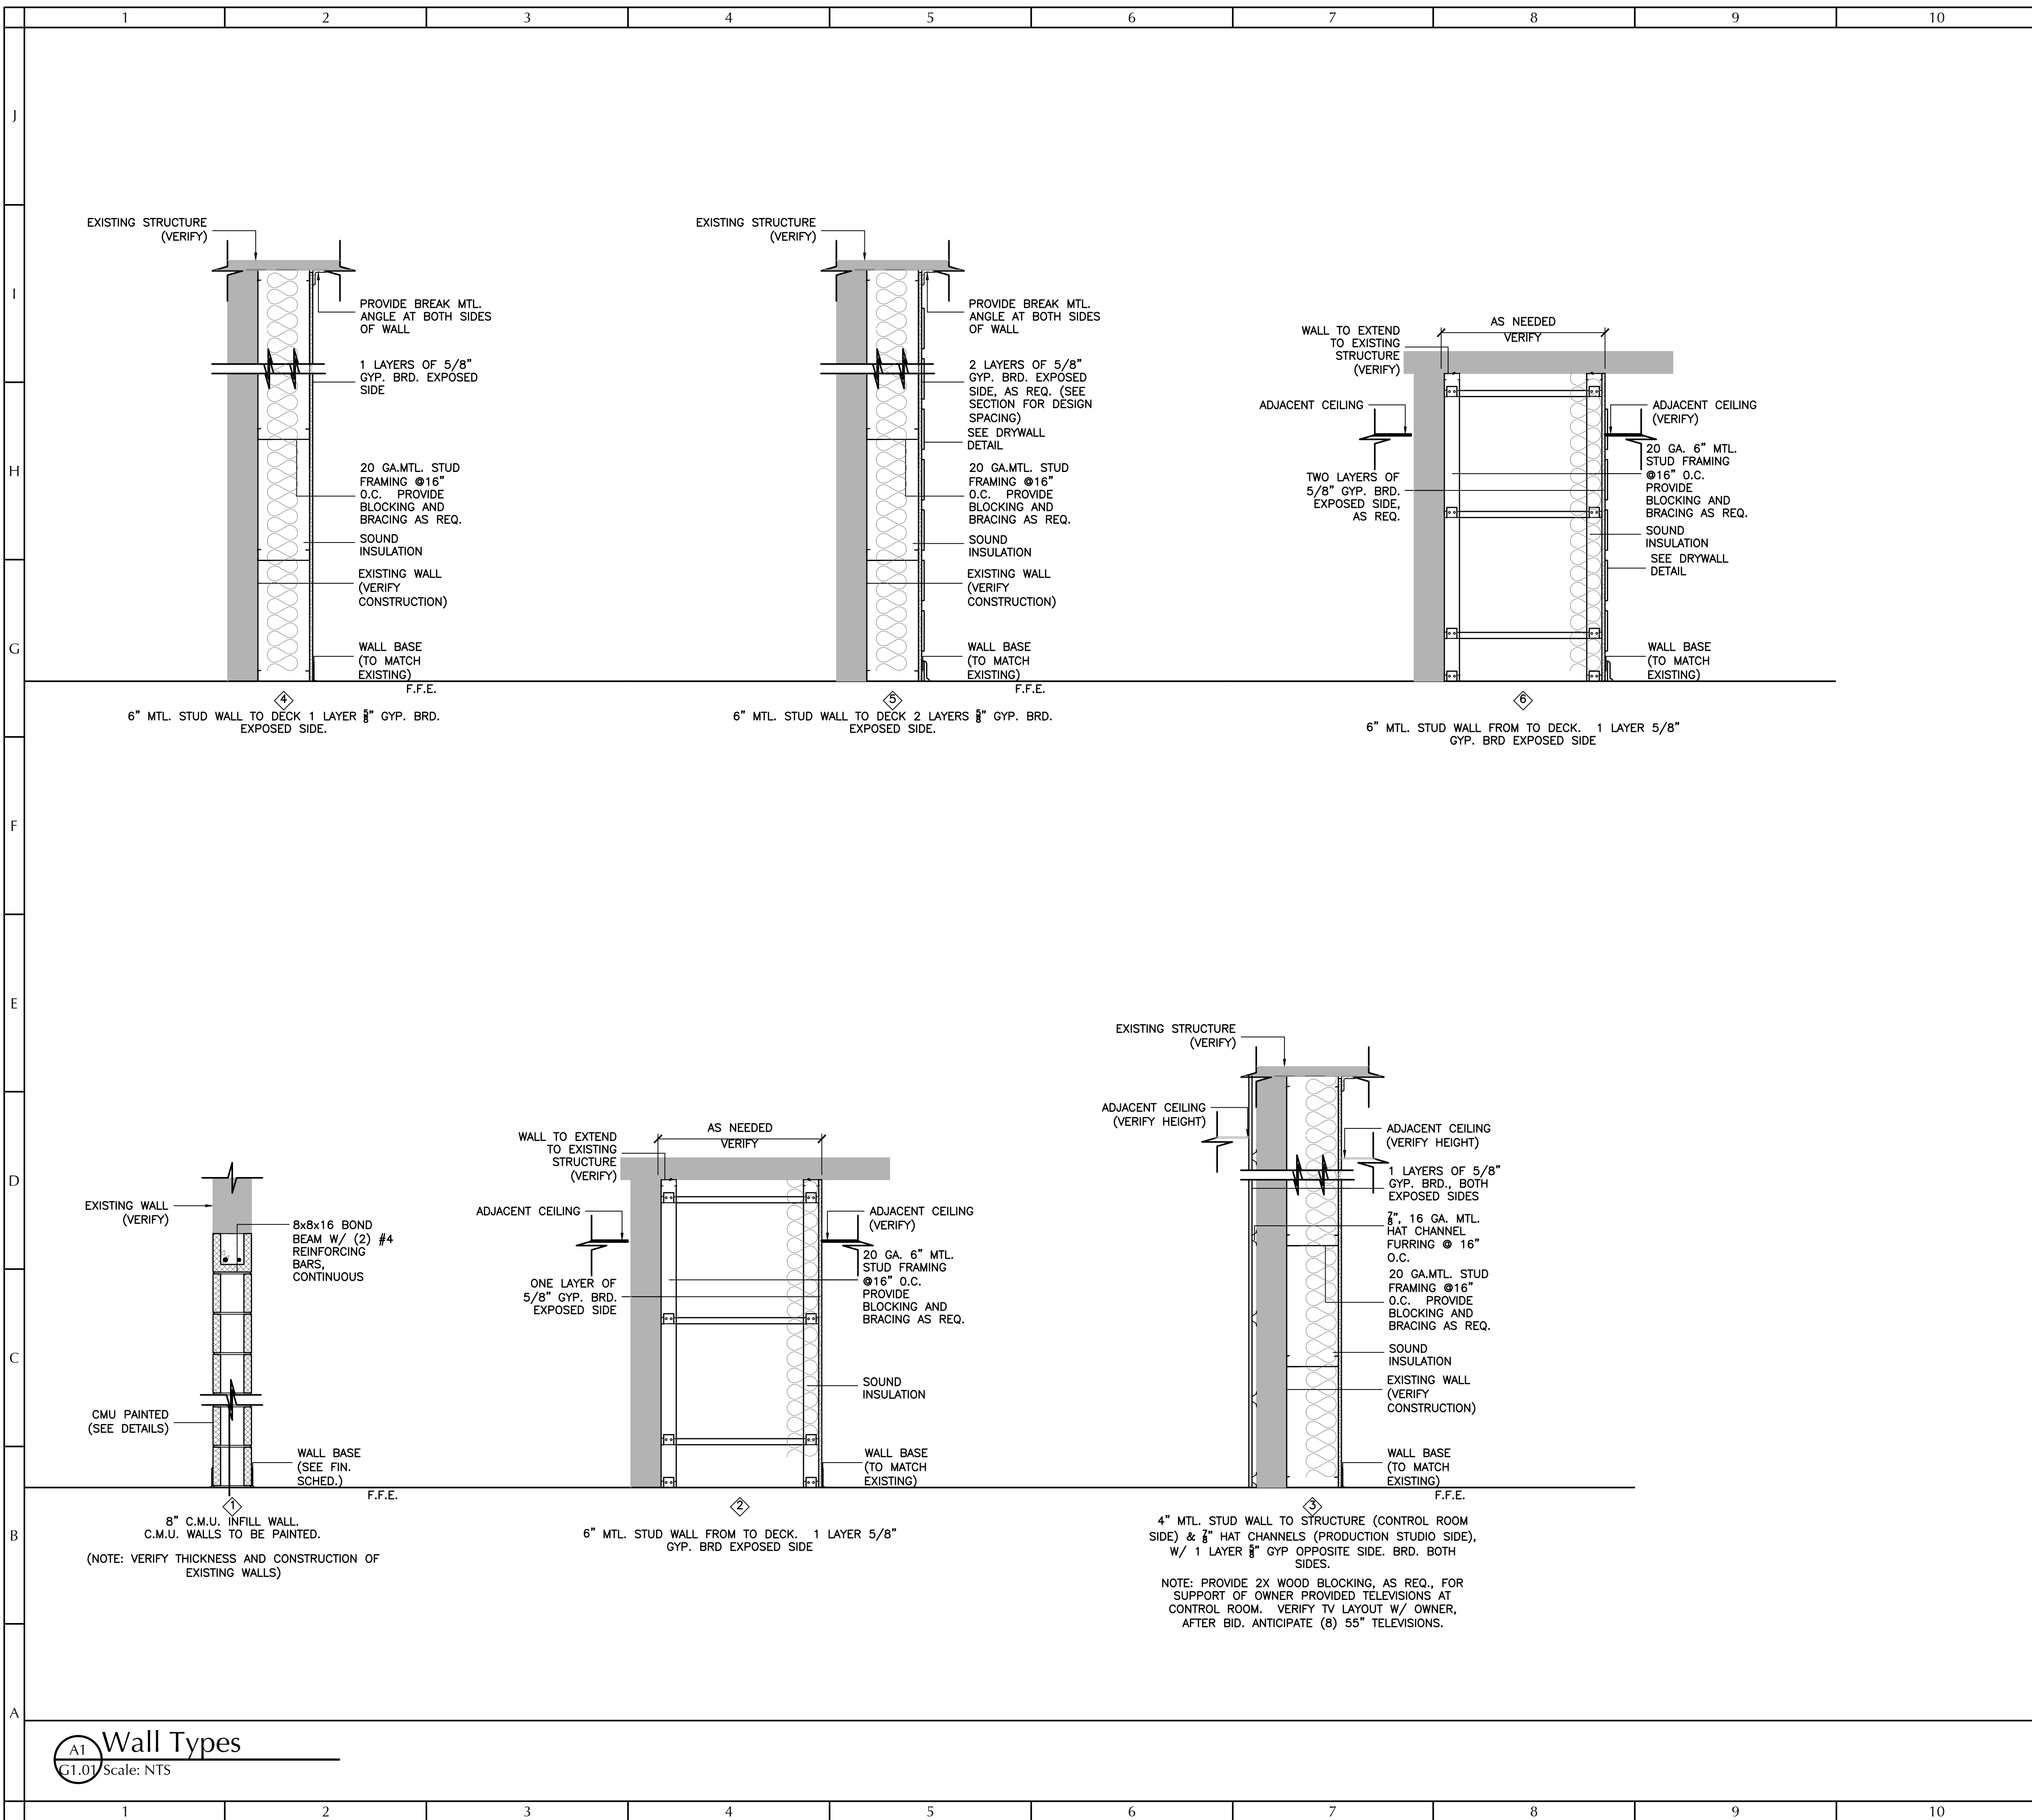 1 2 3 4 5 6 7 8 9 10
J
I
H
G
F
E
D
C
B
A
EXISTING STRUCTURE
(VERIFY)
PROVIDE BREAK MTL.
ANGLE AT BOTH SIDES
OF WALL
1 LAYERS OF 5/8"
GYP. BRD. EXPOSED
SIDE
20 GA.MTL. STUD
FRAMING @16"
O.C. PROVIDE
BLOCKING AND
BRACING AS REQ.
SOUND
INSULATION
EXISTING WALL
(VERIFY
CONSTRUCTION)
WALL BASE
(TO MATCH
EXISTING)
F.F.E.
4
6" MTL. STUD WALL TO DECK 1 LAYER 5/8" GYP. BRD.
EXPOSED SIDE.
EXISTING STRUCTURE
(VERIFY)
PROVIDE BREAK MTL.
ANGLE AT BOTH SIDES
OF WALL
2 LAYERS OF 5/8"
GYP. BRD. EXPOSED
SIDE, AS REQ. (SEE
SECTION FOR DESIGN
SPACING)
SEE DRYWALL
DETAIL
20 GA.MTL. STUD
FRAMING @16"
O.C. PROVIDE
BLOCKING AND
BRACING AS REQ.
SOUND
INSULATION
EXISTING WALL
(VERIFY
CONSTRUCTION)
WALL BASE
(TO MATCH
EXISTING)
F.F.E.
5
6" MTL. STUD WALL TO DECK 2 LAYERS 5/8" GYP. BRD.
EXPOSED SIDE.
AS NEEDED
VERIFY
WALL TO EXTEND
TO EXISTING
STRUCTURE
(VERIFY)
ADJACENT CEILING
TWO LAYERS OF
5/8" GYP. BRD.
EXPOSED SIDE,
AS REQ.
ADJACENT CEILING
(VERIFY)
20 GA. 6" MTL.
STUD FRAMING
@16" O.C.
PROVIDE
BLOCKING AND
BRACING AS REQ.
SOUND
INSULATION
SEE DRYWALL
DETAIL
WALL BASE
(TO MATCH
EXISTING)
6
6" MTL. STUD WALL FROM TO DECK. 1 LAYER 5/8"
GYP. BRD EXPOSED SIDE
EXISTING WALL
(VERIFY)
8x8x16 BOND
BEAM W/ (2) #4
REINFORCING
BARS,
CONTINUOUS
CMU PAINTED
(SEE DETAILS)
WALL BASE
(SEE FIN.
SCHED.)
F.F.E.
1
8" C.M.U. INFILL WALL.
C.M.U. WALLS TO BE PAINTED.
(NOTE: VERIFY THICKNESS AND CONSTRUCTION OF
EXISTING WALLS)
AS NEEDED
VERIFY
WALL TO EXTEND
TO EXISTING
STRUCTURE
(VERIFY)
ADJACENT CEILING
ONE LAYER OF
5/8" GYP. BRD.
EXPOSED SIDE
ADJACENT CEILING
(VERIFY)
20 GA. 6" MTL.
STUD FRAMING
@16" O.C.
PROVIDE
BLOCKING AND
BRACING AS REQ.
SOUND
INSULATION
WALL BASE
(TO MATCH
EXISTING)
2
6" MTL. STUD WALL FROM TO DECK. 1 LAYER 5/8"
GYP. BRD EXPOSED SIDE
EXISTING STRUCTURE
(VERIFY)
ADJACENT CEILING
(VERIFY HEIGHT)
ADJACENT CEILING
(VERIFY HEIGHT)
1 LAYERS OF 5/8"
GYP. BRD., BOTH
EXPOSED SIDES
7/8", 16 GA. MTL.
HAT CHANNEL
FURRING @ 16"
O.C.
20 GA.MTL. STUD
FRAMING @16"
O.C. PROVIDE
BLOCKING AND
BRACING AS REQ.
SOUND
INSULATION
EXISTING WALL
(VERIFY
CONSTRUCTION)
WALL BASE
(TO MATCH
EXISTING)
F.F.E.
3
4" MTL. STUD WALL TO STRUCTURE (CONTROL ROOM
SIDE) & 7/8" HAT CHANNELS (PRODUCTION STUDIO SIDE),
W/ 1 LAYER 5/8" GYP OPPOSITE SIDE. BRD. BOTH
SIDES.
NOTE: PROVIDE 2X WOOD BLOCKING, AS REQ., FOR
SUPPORT OF OWNER PROVIDED TELEVISIONS AT
CONTROL ROOM. VERIFY TV LAYOUT W/ OWNER,
AFTER BID. ANTICIPATE (8) 55" TELEVISIONS.
A1
G1.01
Wall Types
Scale: NTS
1 2 3 4 5 6 7 8 9 10